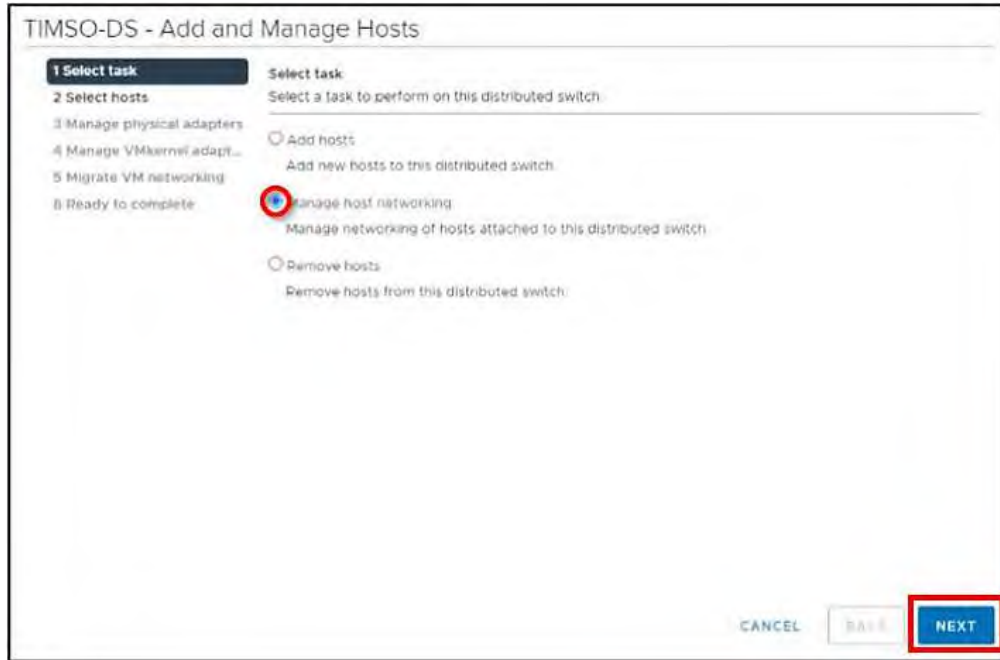 TIMSO-DS - Add and Manage Hosts
1 Select task
2 Select hosts
3 Manage physical adapters
4 Manage VMkernel adapt...
5 Migrate VM networking
6 Ready to complete
Select task
Select a task to perform on this distributed switch
Add hosts
Add new hosts to this distributed switch
Manage host networking
Manage networking of hosts attached to this distributed switch
Remove hosts
Remove hosts from this distributed switch
CANCEL
BACK
NEXT